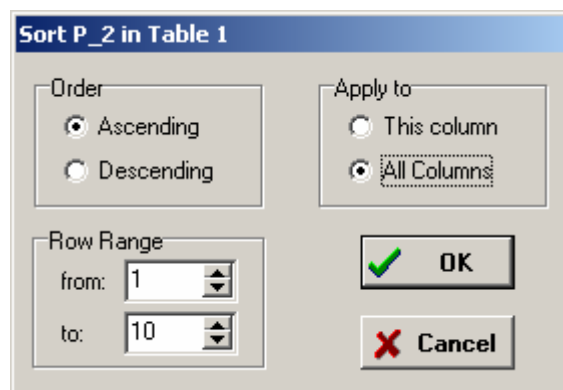 Sort P_2 in Table 1
Order
Ascending
Descending
Apply to
This column
All Columns
Row Range
from: 1
to: 10
OK
Cancel